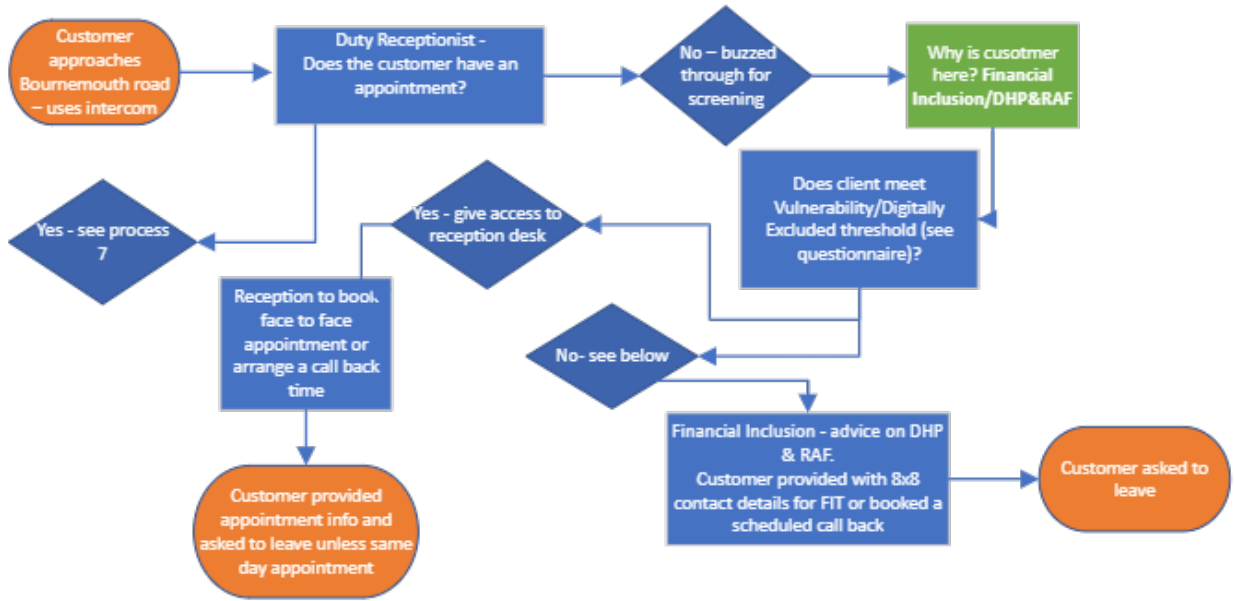 Customer
approaches
Bournemouth road
– uses intercom
Duty Receptionist -
Does the customer have an
appointment?
No – buzzed
through for
screening
Why is cusotmer
here? Financial
Inclusion/DHP&RAF
Yes - see process
7
Yes - give access to
reception desk
Does client meet
Vulnerability/Digitally
Excluded threshold (see
questionnaire)?
Reception to book
face to face
appointment or
arrange a call back
time
No- see below
Financial Inclusion - advice on DHP
& RAF.
Customer provided with 8x8
contact details for FIT or booked a
scheduled call back
Customer asked to
leave
Customer provided
appointment info and
asked to leave unless same
day appointment